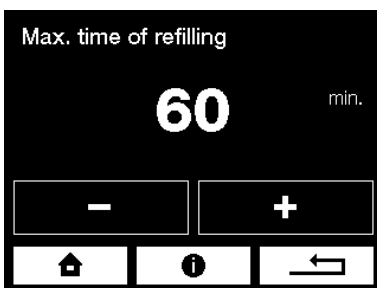 Max. time of refilling
60 min.
- +